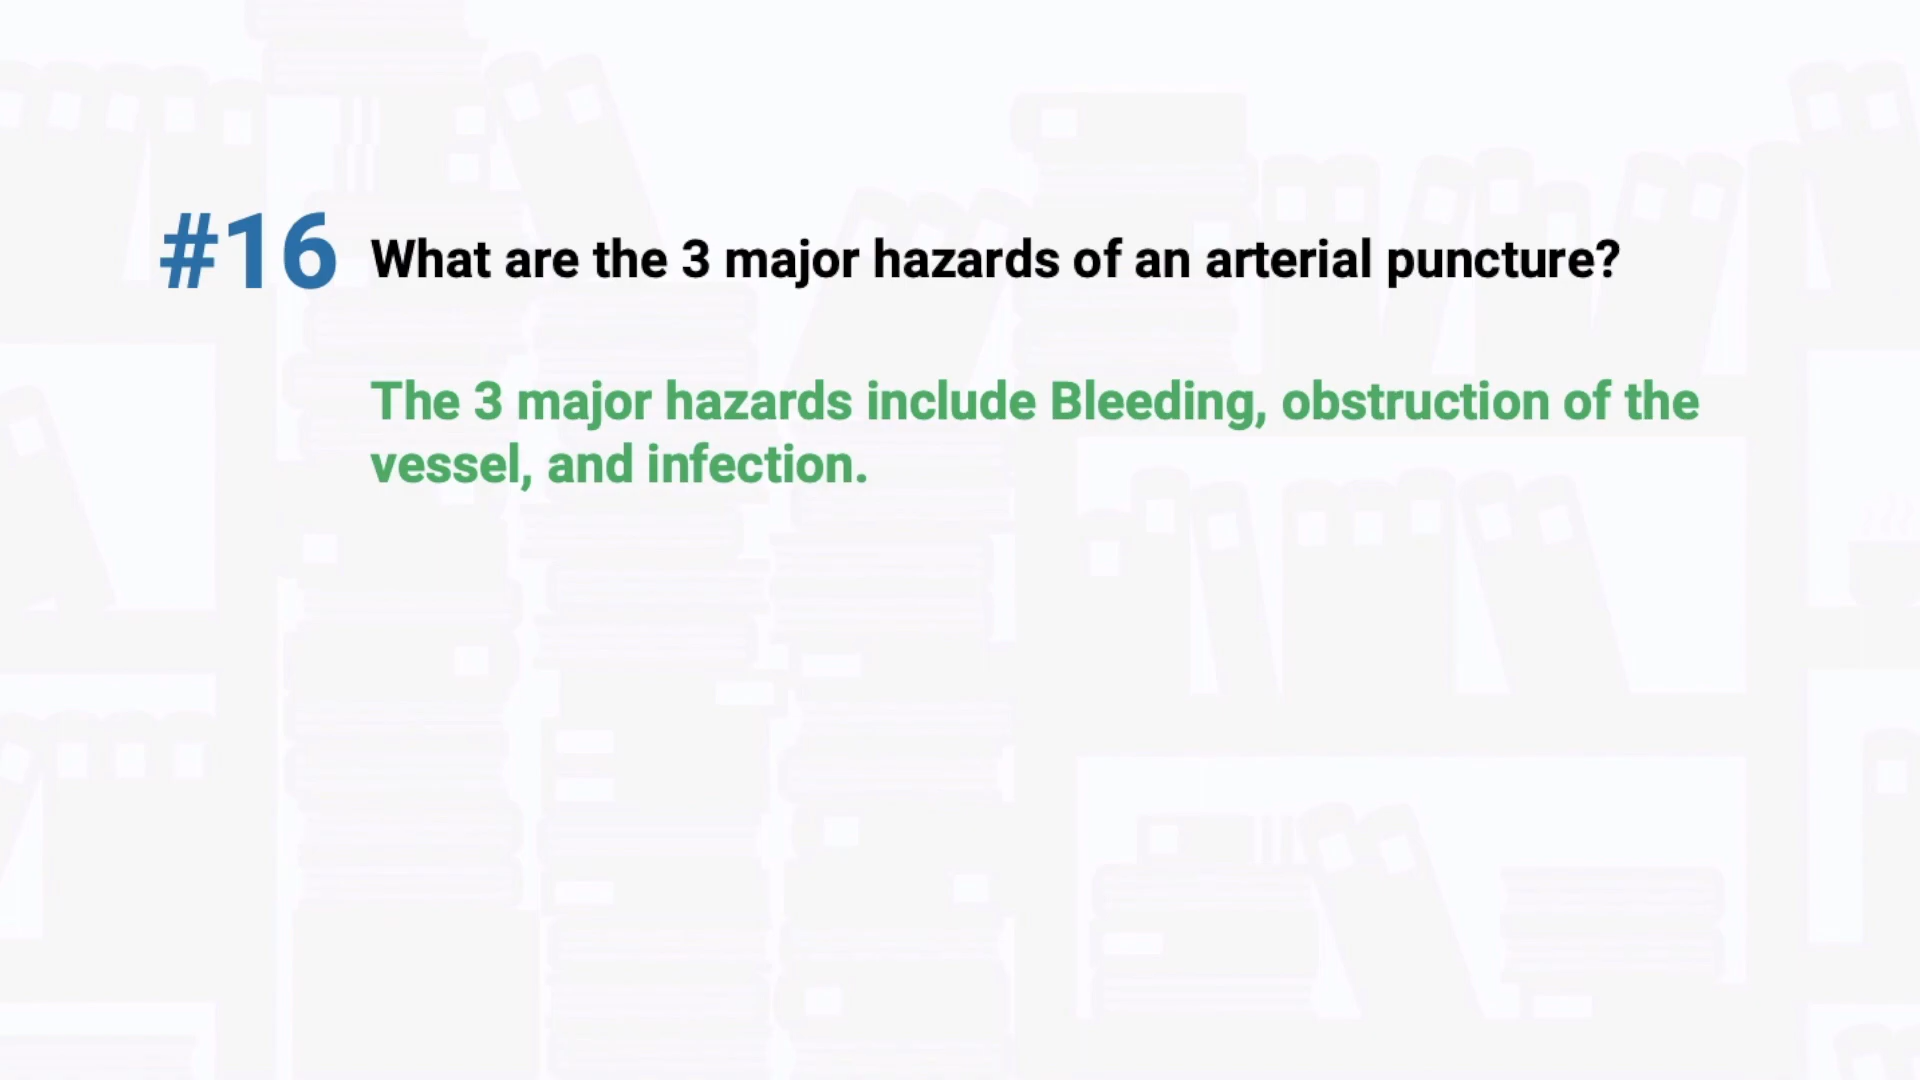 #16 What are the 3 major hazards of an arterial puncture?
The 3 major hazards include Bleeding, obstruction of the
vessel, and infection.